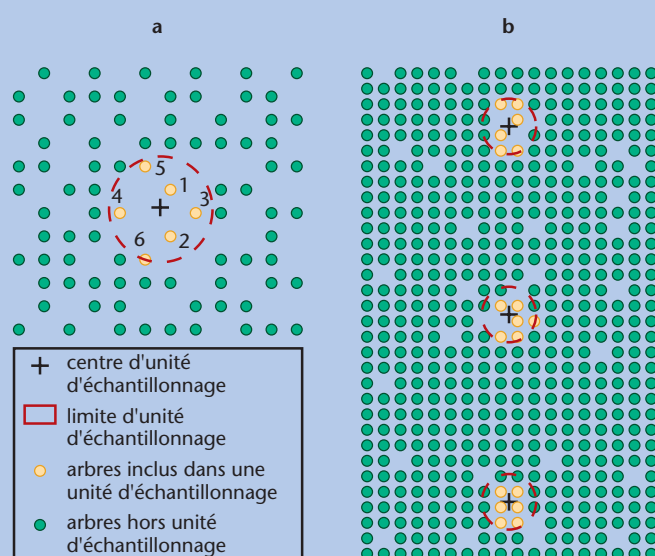 a
b
5
1
4
3
6
2
centre d'unité
d'échantillonnage
limite d'unité
d'échantillonnage
arbres inclus dans une
unité d'échantillonnage
arbres hors unité
d'échantillonnage